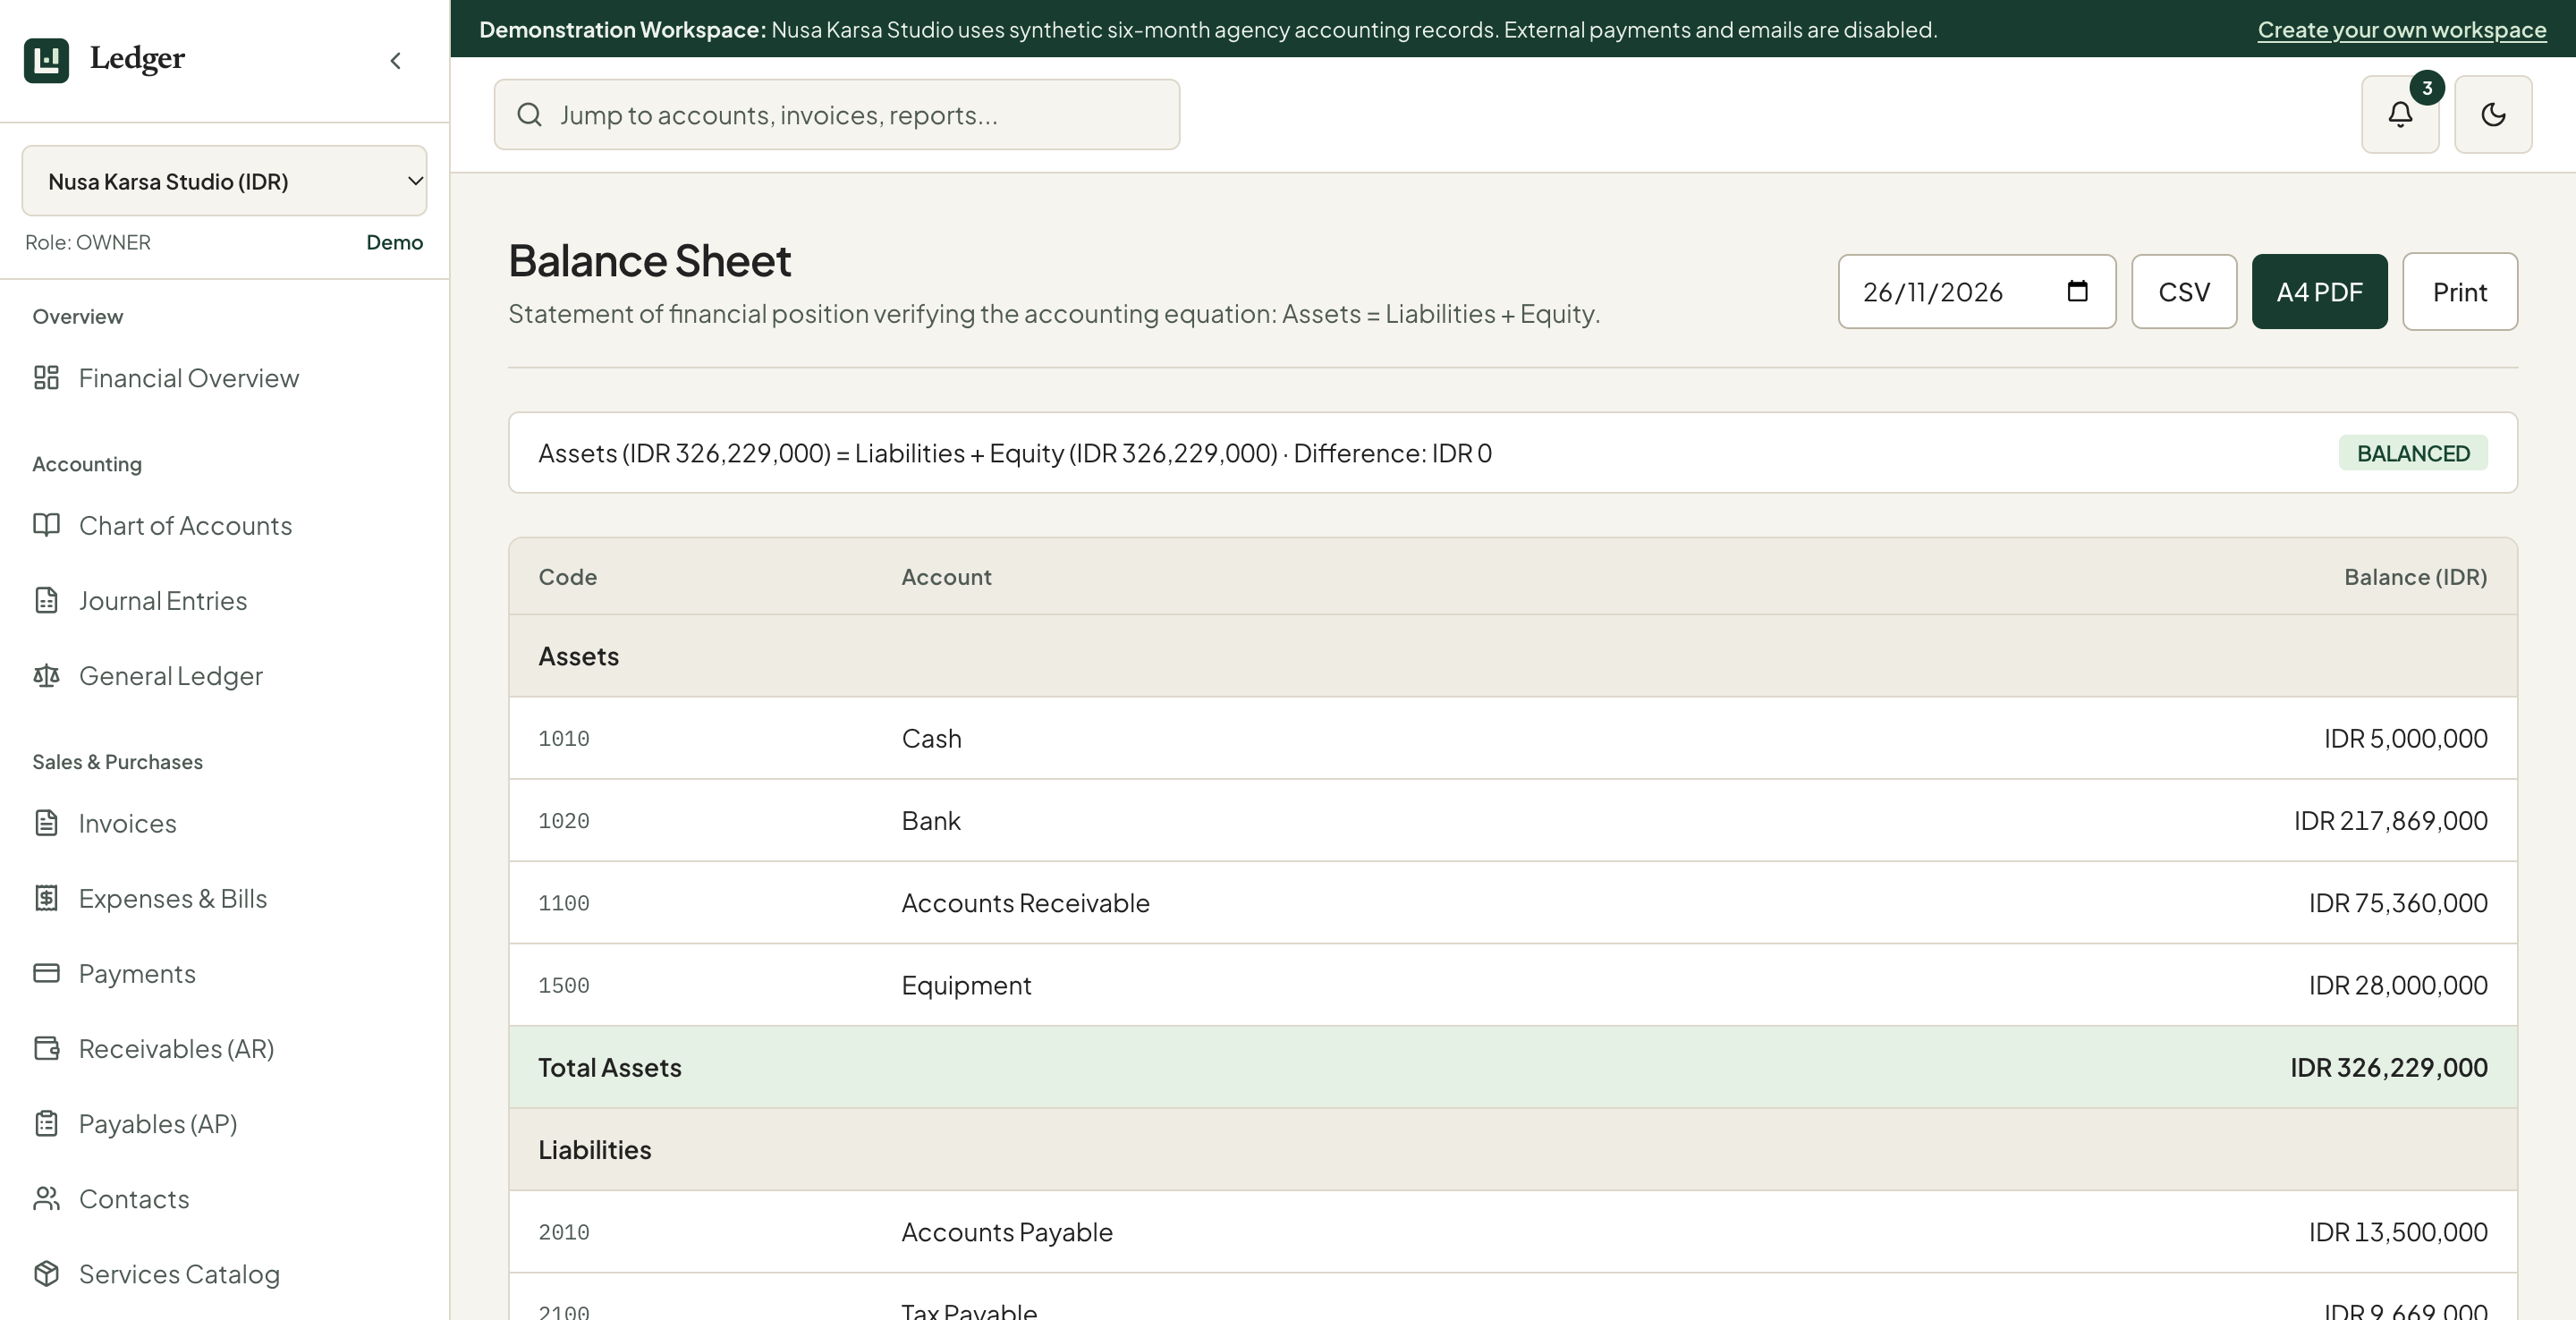 Ledger
Nusa Karsa Studio (IDR)
Role: OWNER Demo
Overview
Financial Overview
Accounting
Chart of Accounts
Journal Entries
General Ledger
Sales & Purchases
Invoices
Expenses & Bills
Payments
Receivables (AR)
Payables (AP)
Contacts
Services Catalog
Demonstration Workspace: Nusa Karsa Studio uses synthetic six-month agency accounting records. External payments and emails are disabled. Create your own workspace
Jump to accounts, invoices, reports...
3
Balance Sheet
Statement of financial position verifying the accounting equation: Assets = Liabilities + Equity.
26/11/2026 CSV A4 PDF Print
Assets (IDR 326,229,000) = Liabilities + Equity (IDR 326,229,000) · Difference: IDR 0 BALANCED
Code Account Balance (IDR)
Assets
1010 Cash IDR 5,000,000
1020 Bank IDR 217,869,000
1100 Accounts Receivable IDR 75,360,000
1500 Equipment IDR 28,000,000
Total Assets IDR 326,229,000
Liabilities
2010 Accounts Payable IDR 13,500,000
2100 Tax Payable IDR 9,669,000